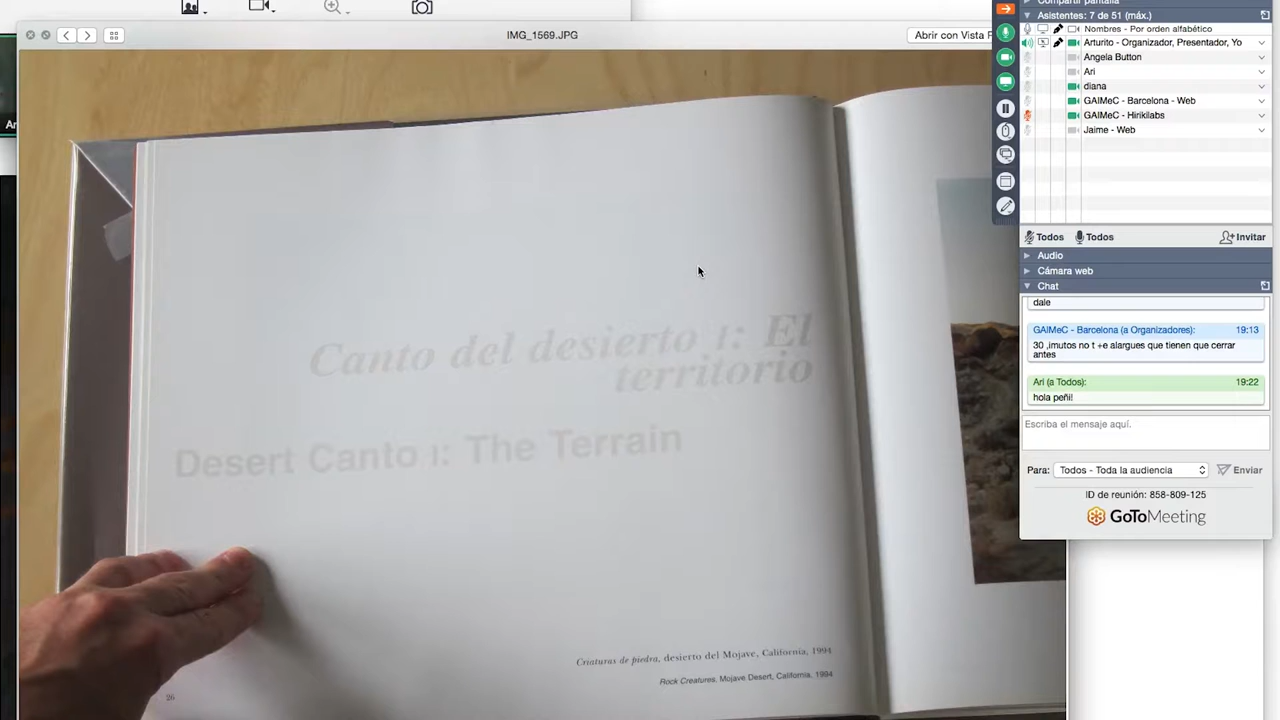 IMG_1569.JPG
Abrir con Vista P
Canto del desierto I: El
territorio
Desert Canto I: The Terrain
Criaturas de piedra, desierto del Mojave, California, 1994
Rock Creatures, Mojave Desert, California, 1994
26
Asistentes: 7 de 51 (máx.)
Nombres - Por orden alfabético
Arturito - Organizador, Presentador, Yo
Angela Button
Ari
diana
GAIMeC - Barcelona - Web
GAIMeC - Hirikilabs
Jaime - Web
Todos Todos Invitar
Audio
Cámara web
Chat
dale
GAIMeC - Barcelona (a Organizadores): 19:13
30 ,imutos no t +e alargues que tienen que cerrar
antes
Ari (a Todos): 19:22
hola peñi!
Escriba el mensaje aquí.
Para: Todos - Toda la audiencia Enviar
ID de reunión: 858-809-125
GoToMeeting